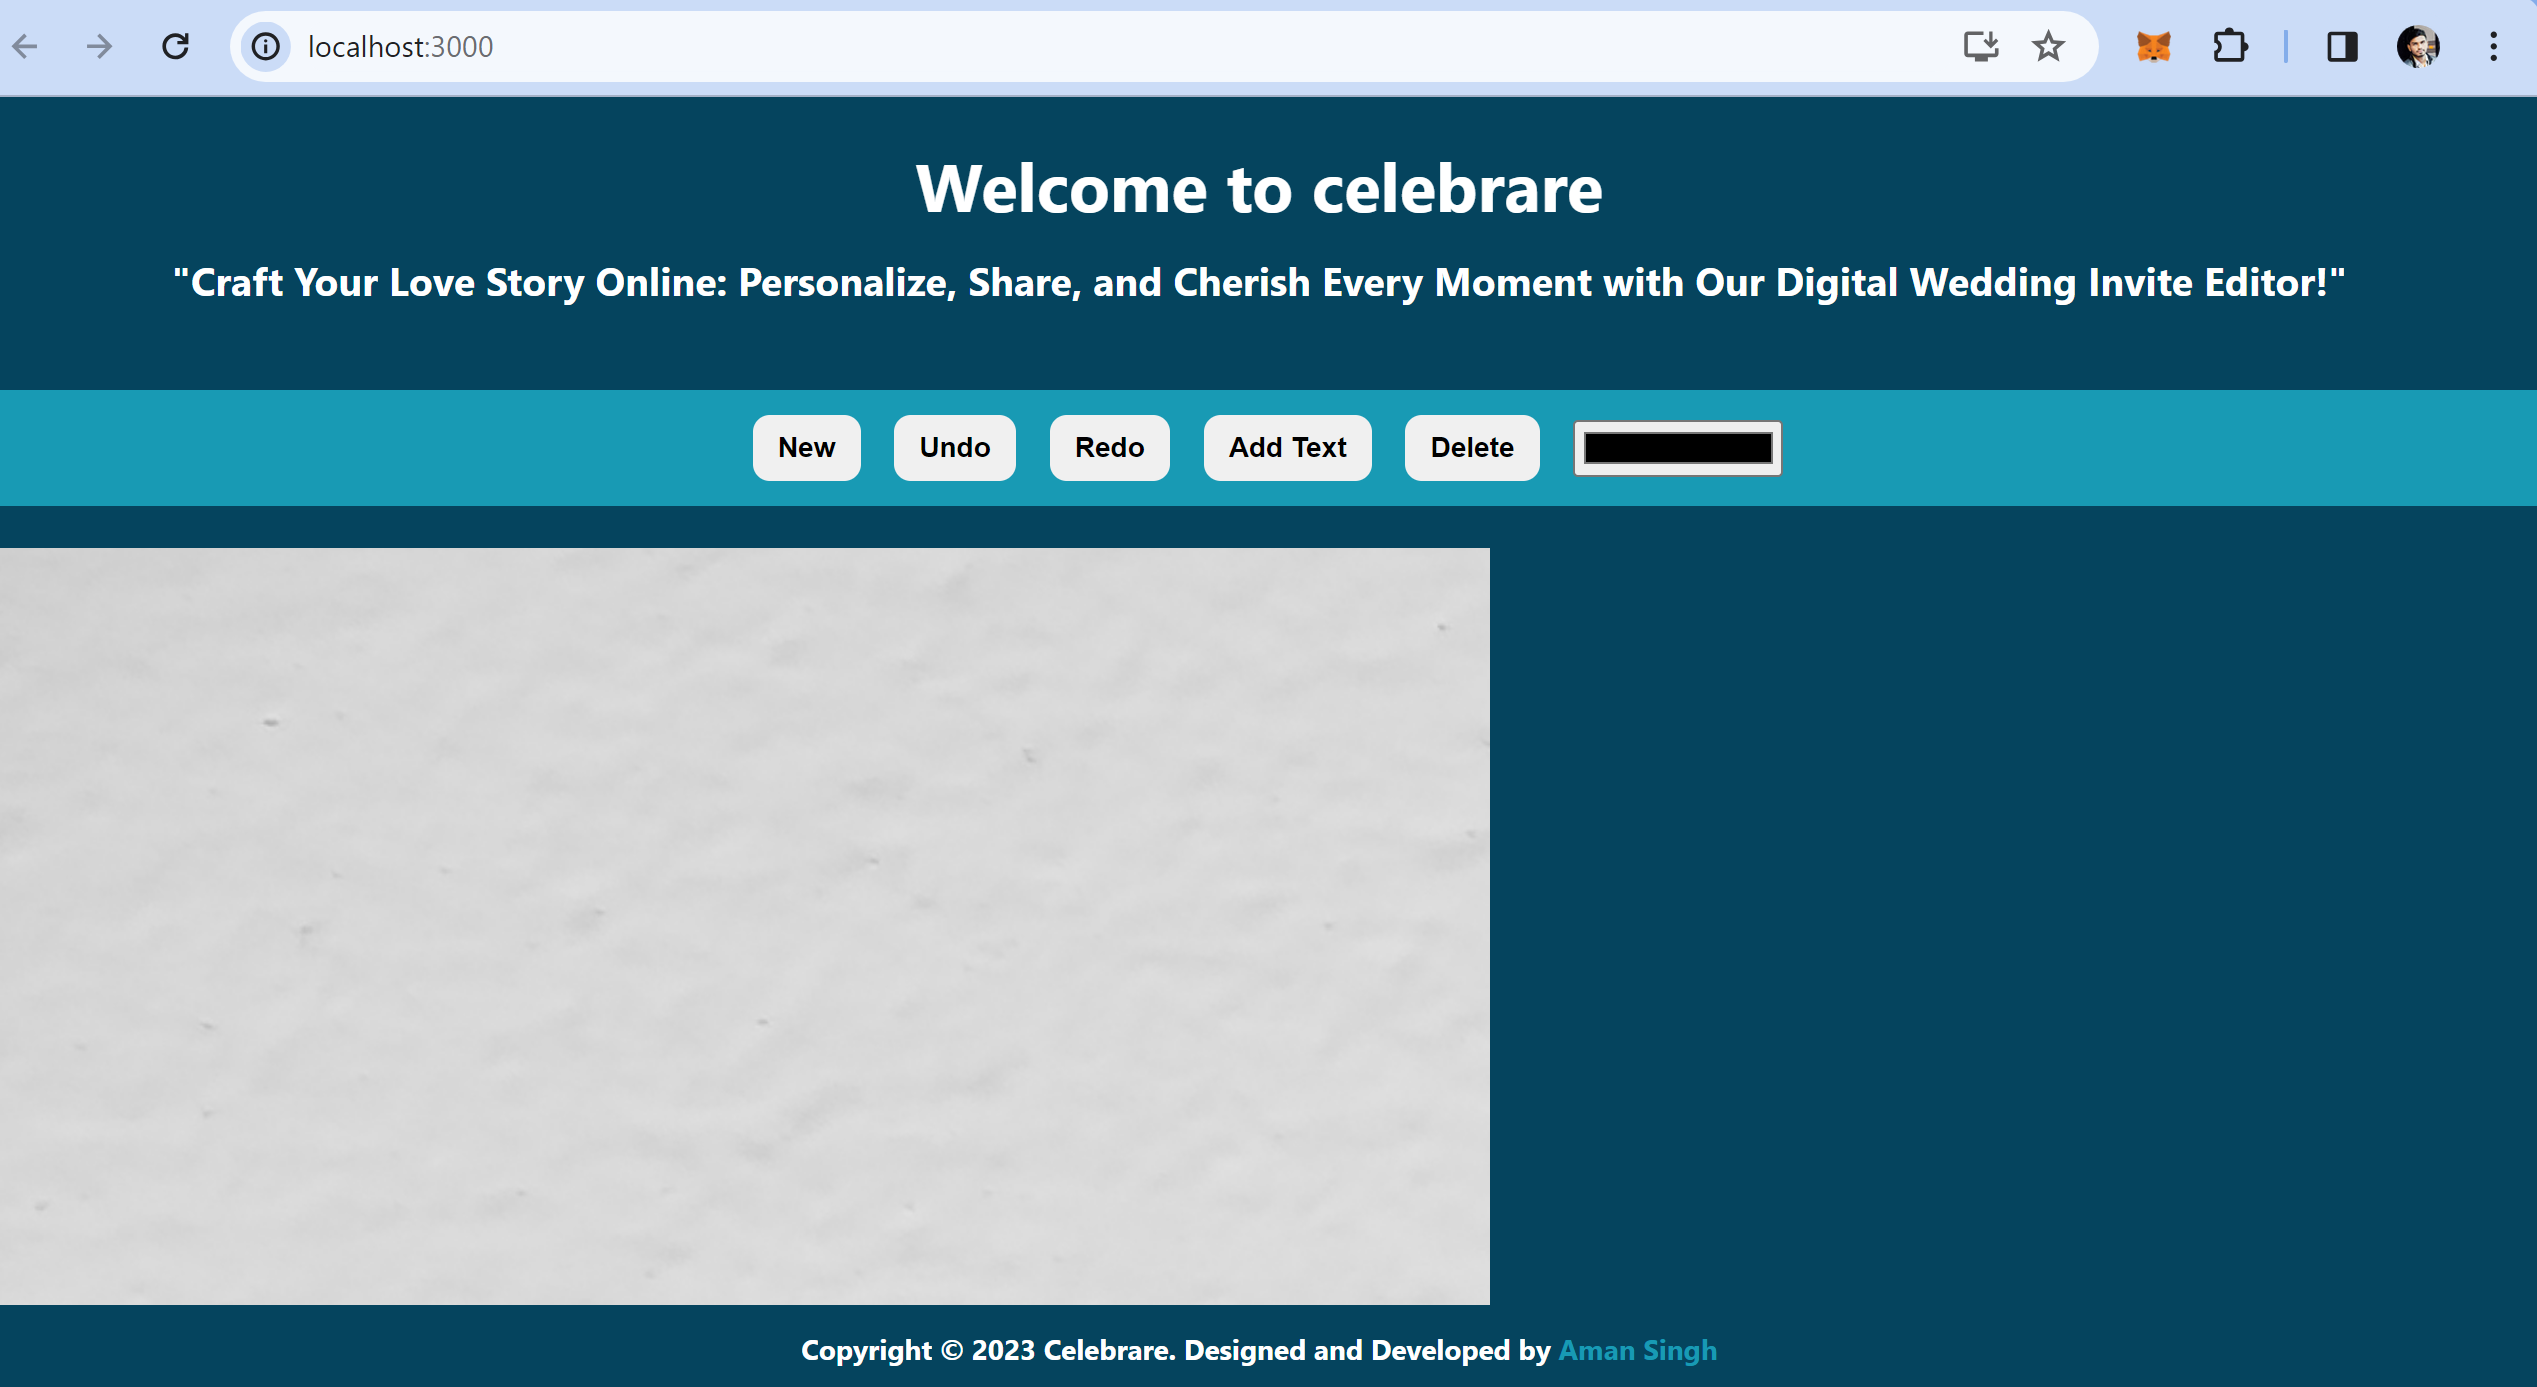 localhost:3000
Welcome to celebrare
"Craft Your Love Story Online: Personalize, Share, and Cherish Every Moment with Our Digital Wedding Invite Editor!"
New Undo Redo Add Text Delete
Copyright © 2023 Celebrare. Designed and Developed by Aman Singh